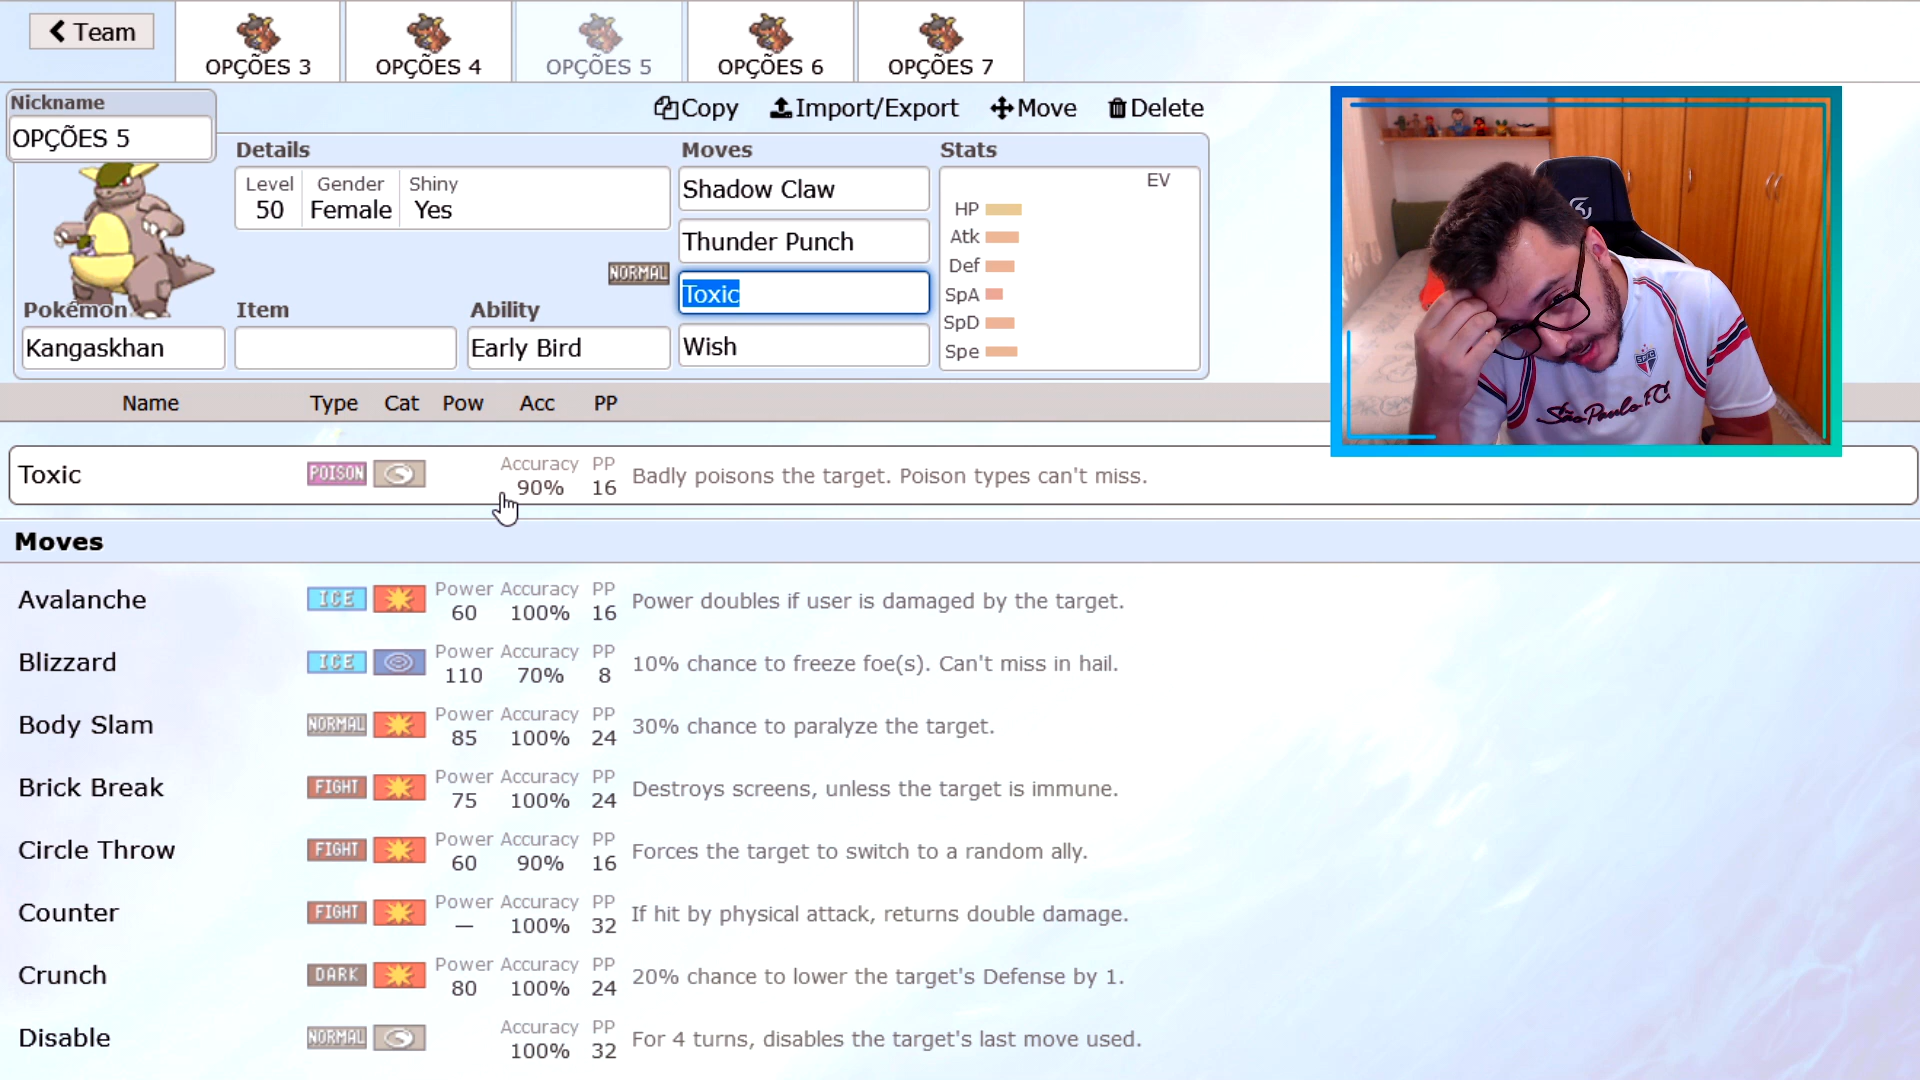 Team
OPÇÕES 3
OPÇÕES 4
OPÇÕES 5
OPÇÕES 6
OPÇÕES 7
Nickname
OPÇÕES 5
Copy
Import/Export
Move
Delete
Details
Level
50
Gender
Female
Shiny
Yes
NORMAL
Pokémon
Kangaskhan
Item
Ability
Early Bird
Moves
Shadow Claw
Thunder Punch
Toxic
Wish
Stats
EV
HP
Atk
Def
SpA
SpD
Spe
SPFC
São Paulo F.C
Name Type Cat Pow Acc PP
Toxic POISON Accuracy 90% PP 16 Badly poisons the target. Poison types can't miss.
Moves
Avalanche ICE Power 60 Accuracy 100% PP 16 Power doubles if user is damaged by the target.
Blizzard ICE Power 110 Accuracy 70% PP 8 10% chance to freeze foe(s). Can't miss in hail.
Body Slam NORMAL Power 85 Accuracy 100% PP 24 30% chance to paralyze the target.
Brick Break FIGHT Power 75 Accuracy 100% PP 24 Destroys screens, unless the target is immune.
Circle Throw FIGHT Power 60 Accuracy 90% PP 16 Forces the target to switch to a random ally.
Counter FIGHT Power — Accuracy 100% PP 32 If hit by physical attack, returns double damage.
Crunch DARK Power 80 Accuracy 100% PP 24 20% chance to lower the target's Defense by 1.
Disable NORMAL Accuracy 100% PP 32 For 4 turns, disables the target's last move used.